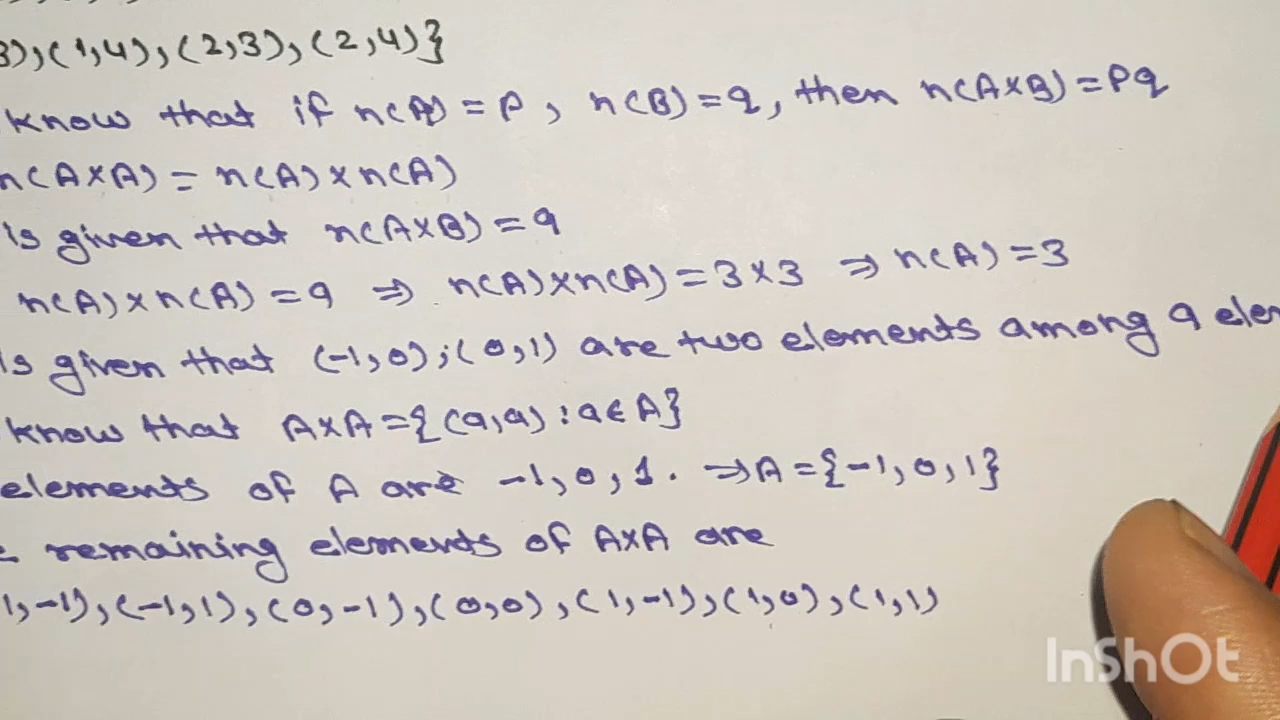 3),(1,4),(2,3),(2,4)}
know that if n(A) = P, n(B) = q, then n(A×B) = Pq
n(A×A) = n(A) × n(A)
is given that n(A×B) = 9
n(A) × n(A) = 9 ⇒ n(A) × n(A) = 3 × 3 ⇒ n(A) = 3
is given that (-1,0); (0,1) are two elements among 9 elem
know that A×A = {(a,a) : a ∈ A}
elements of A are -1, 0, 1. ⇒ A = {-1, 0, 1}
remaining elements of A×A are
1,-1), (-1,1), (0,-1), (0,0), (1,-1), (1,0), (1,1)
InShOt